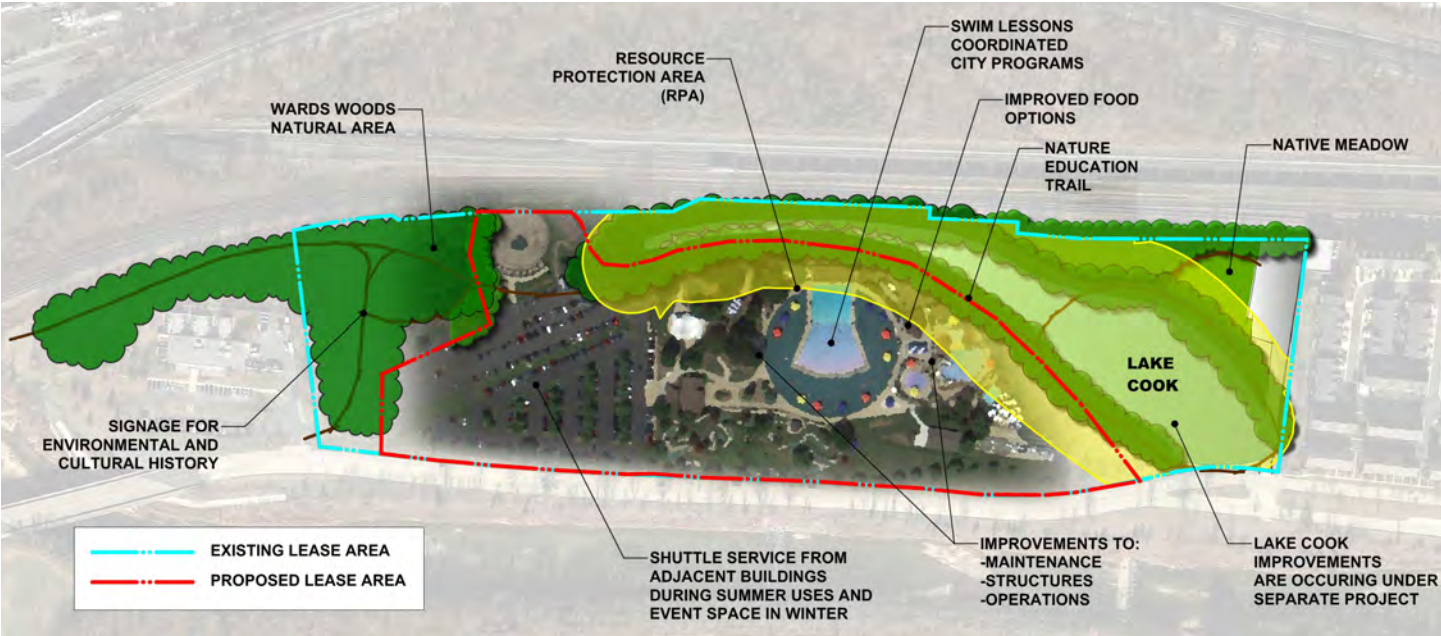 SWIM LESSONS
COORDINATED
CITY PROGRAMS
RESOURCE
PROTECTION AREA
(RPA)
WARDS WOODS
NATURAL AREA
IMPROVED FOOD
OPTIONS
NATURE
EDUCATION
TRAIL
NATIVE MEADOW
LAKE
COOK
SIGNAGE FOR
ENVIRONMENTAL AND
CULTURAL HISTORY
EXISTING LEASE AREA
PROPOSED LEASE AREA
SHUTTLE SERVICE FROM
ADJACENT BUILDINGS
DURING SUMMER USES AND
EVENT SPACE IN WINTER
IMPROVEMENTS TO:
-MAINTENANCE
-STRUCTURES
-OPERATIONS
LAKE COOK
IMPROVEMENTS
ARE OCCURING UNDER
SEPARATE PROJECT